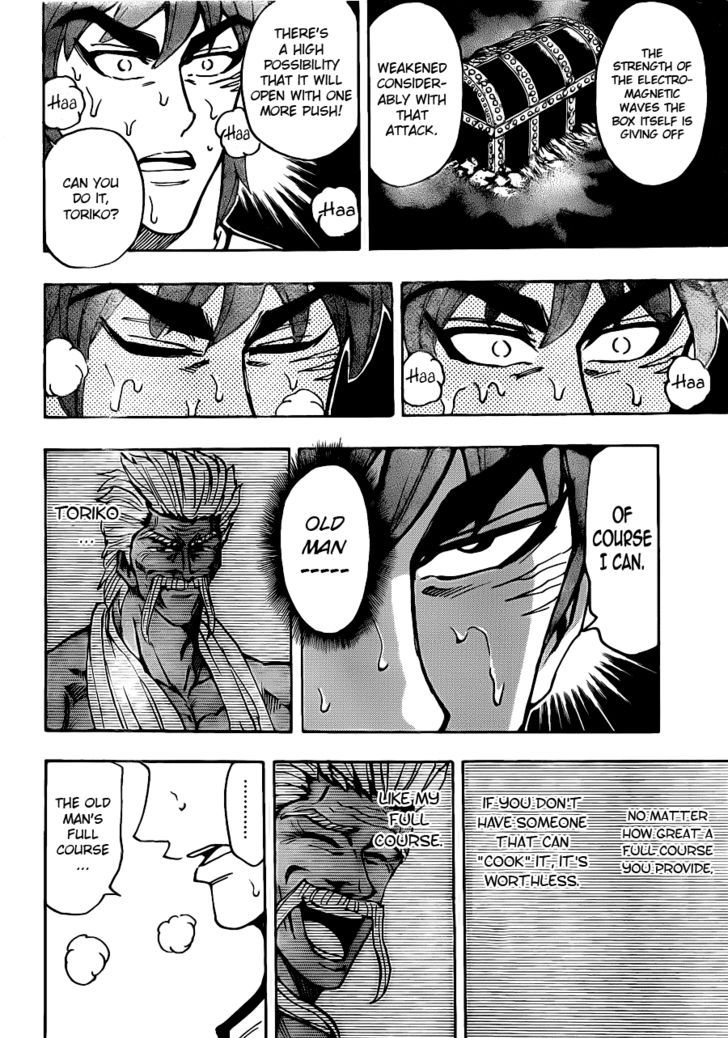 THE
STRENGTH OF
THE ELECTRO-
MAGNETIC
WAVES THE
BOX ITSELF IS
GIVING OFF
WEAKENED
CONSIDER-
ABLY WITH
THAT
ATTACK.
THERE'S
A HIGH
POSSIBILITY
THAT IT WILL
OPEN WITH ONE
MORE PUSH!
Haa
Haa
Haa
CAN YOU
DO IT,
TORIKO?
Haa
Haa
OF
COURSE
I CAN.
OLD
MAN
-----
TORIKO
...
NO MATTER
HOW GREAT A
FULL COURSE
YOU PROVIDE,
IF YOU DON'T
HAVE SOMEONE
THAT CAN
"COOK" IT, IT'S
WORTHLESS.
LIKE MY
FULL
COURSE.
.........
THE OLD
MAN'S
FULL
COURSE
...